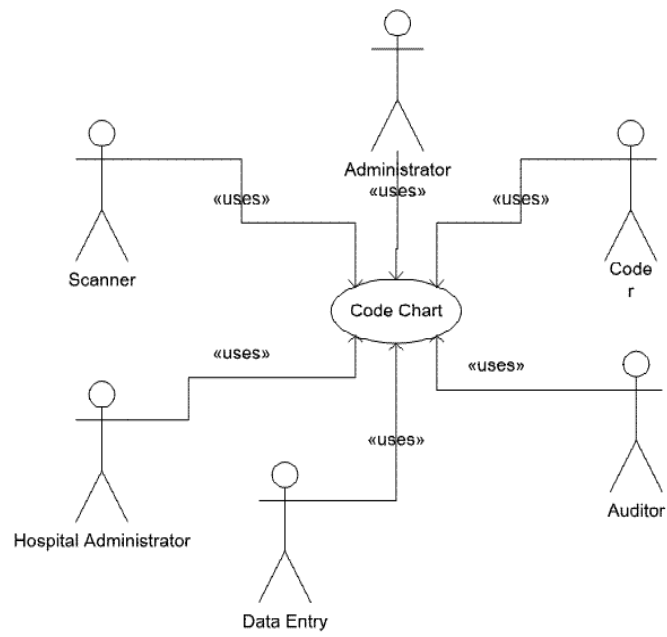 Administrator
«uses»
«uses»
«uses»
Scanner
Code
r
Code Chart
«uses»
«uses»
«uses»
Hospital Administrator
Auditor
Data Entry